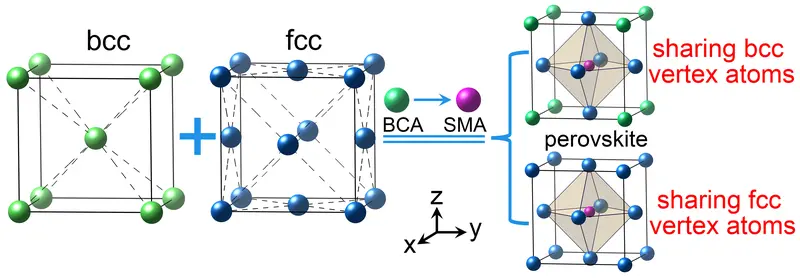 bcc
fcc
BCA
SMA
z
y
x
sharing bcc
vertex atoms
perovskite
sharing fcc
vertex atoms